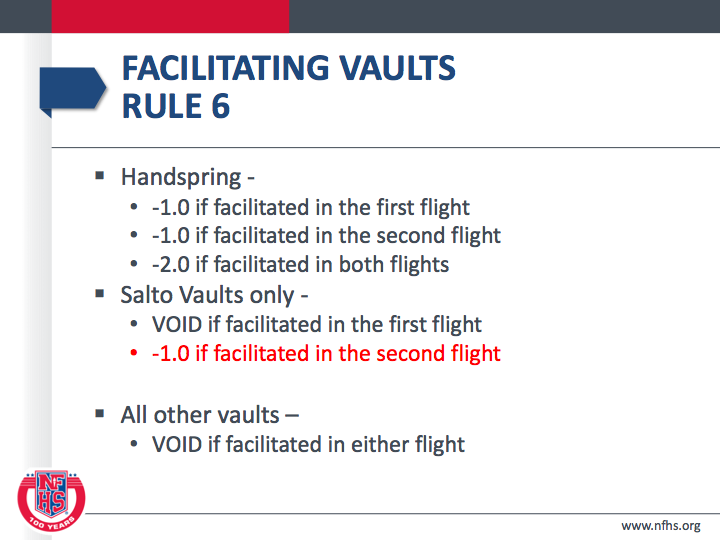 FACILITATING VAULTS
RULE 6
▪ Handspring -
• -1.0 if facilitated in the first flight
• -1.0 if facilitated in the second flight
• -2.0 if facilitated in both flights
▪ Salto Vaults only -
• VOID if facilitated in the first flight
• -1.0 if facilitated in the second flight
▪ All other vaults –
• VOID if facilitated in either flight
NF
HS
100 YEARS
www.nfhs.org